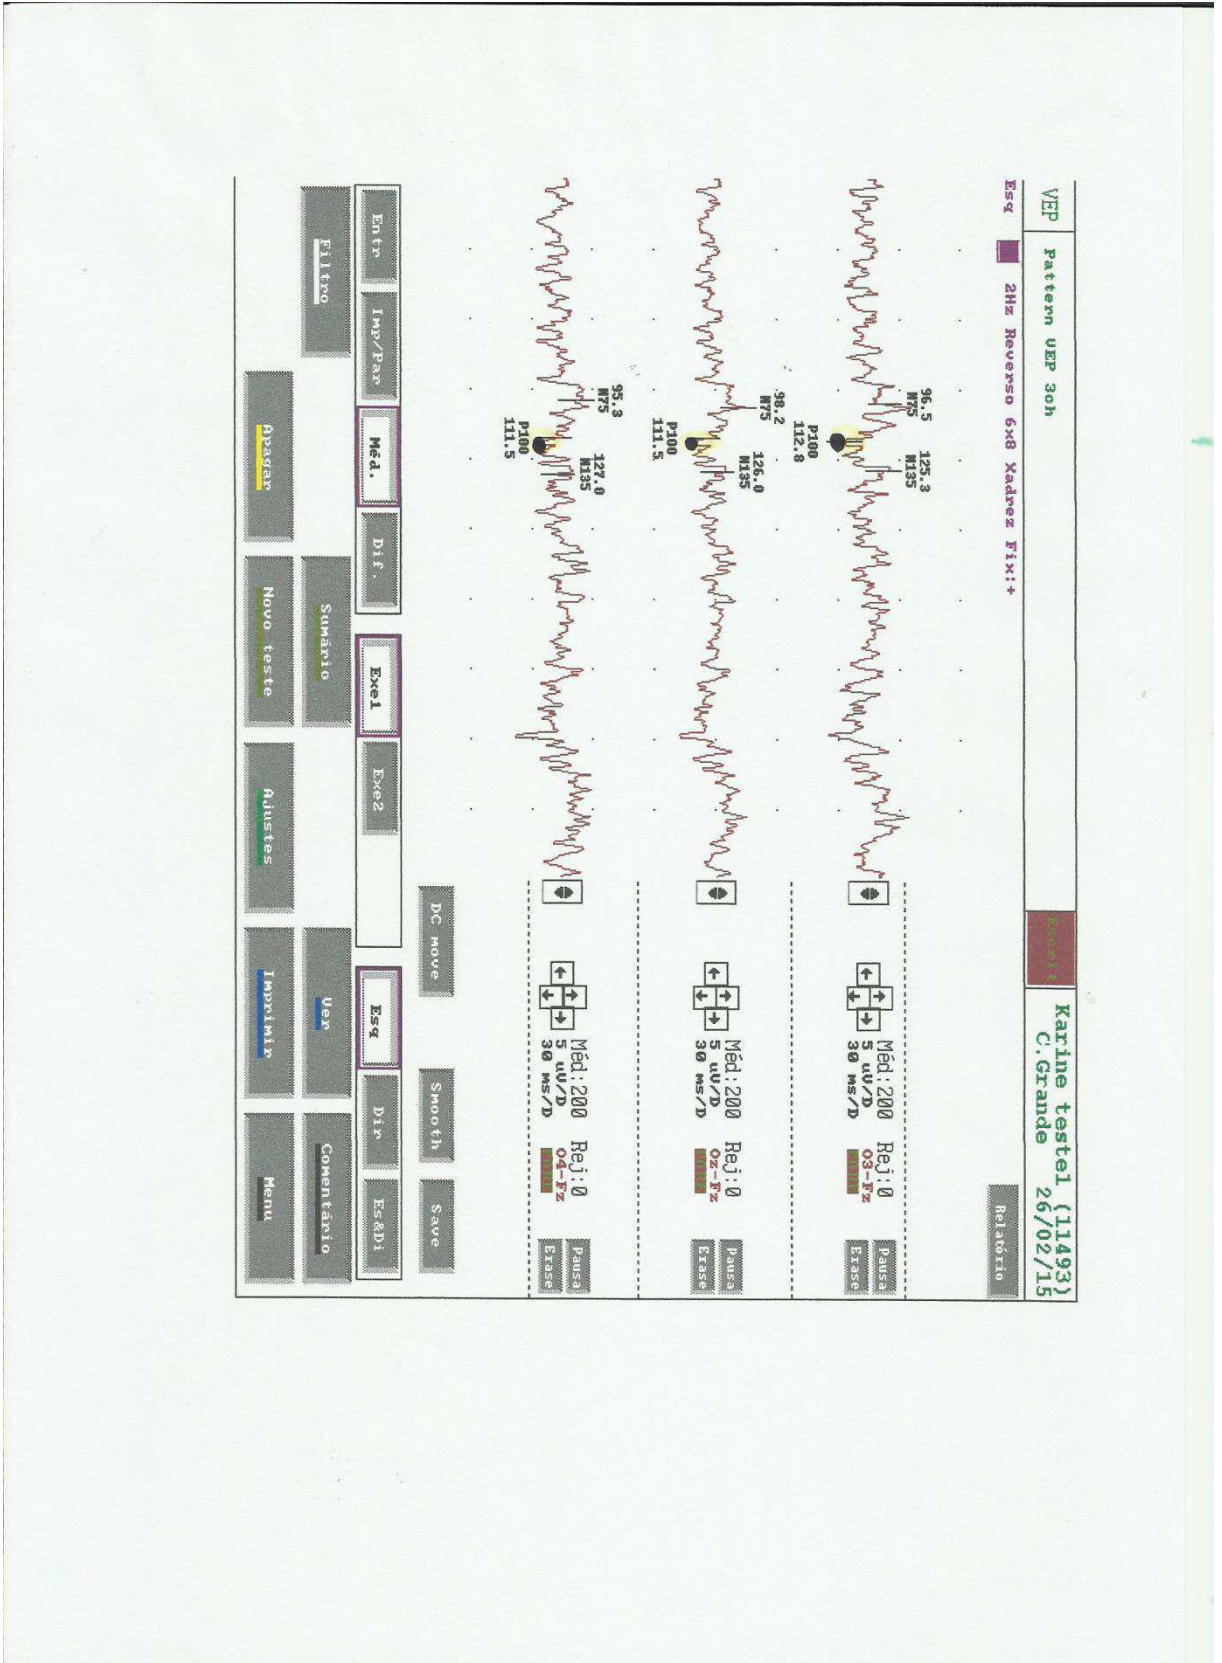 VEP Pattern VEP 3ch Karine testel (11493)
C.Grande 26/02/15
Esq 2Hz Reverso 6x8 Xadrez Fix:+ Relatório
96.5
N75
125.3
N135
P100
112.8
Méd:200 Rej:0
5 uV/D O3-Fz
30 ms/D
Pausa
Erase
98.2
N75
126.0
N135
P100
111.5
Méd:200 Rej:0
5 uV/D Oz-Fz
30 ms/D
Pausa
Erase
95.3
N75
127.0
N135
P100
111.5
Méd:200 Rej:0
5 uV/D O4-Fz
30 ms/D
Pausa
Erase
DC move Smooth Save
Entr Imp/Par Méd. Dif. Exe1 Exe2 Esq Dir Es&Di
Filtro Sumário Ver Comentário
Apagar Novo teste Ajustes Imprimir Menu